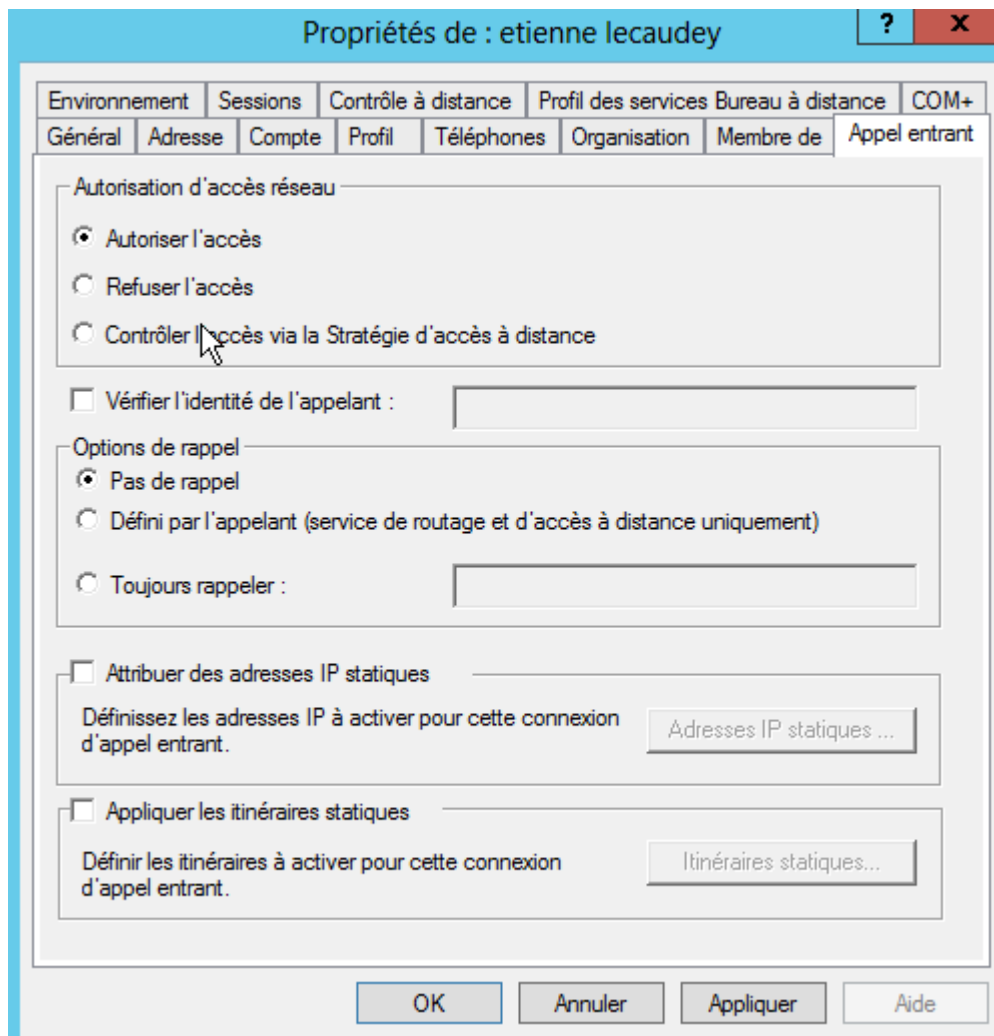 Propriétés de : etienne lecaudey
?
x
Environnement Sessions Contrôle à distance Profil des services Bureau à distance COM+
Général Adresse Compte Profil Téléphones Organisation Membre de Appel entrant
Autorisation d'accès réseau
Autoriser l'accès
Refuser l'accès
Contrôler l'accès via la Stratégie d'accès à distance
Vérifier l'identité de l'appelant :
Options de rappel
Pas de rappel
Défini par l'appelant (service de routage et d'accès à distance uniquement)
Toujours rappeler :
Attribuer des adresses IP statiques
Définissez les adresses IP à activer pour cette connexion
d'appel entrant.
Adresses IP statiques ...
Appliquer les itinéraires statiques
Définir les itinéraires à activer pour cette connexion
d'appel entrant.
Itinéraires statiques...
OK Annuler Appliquer Aide